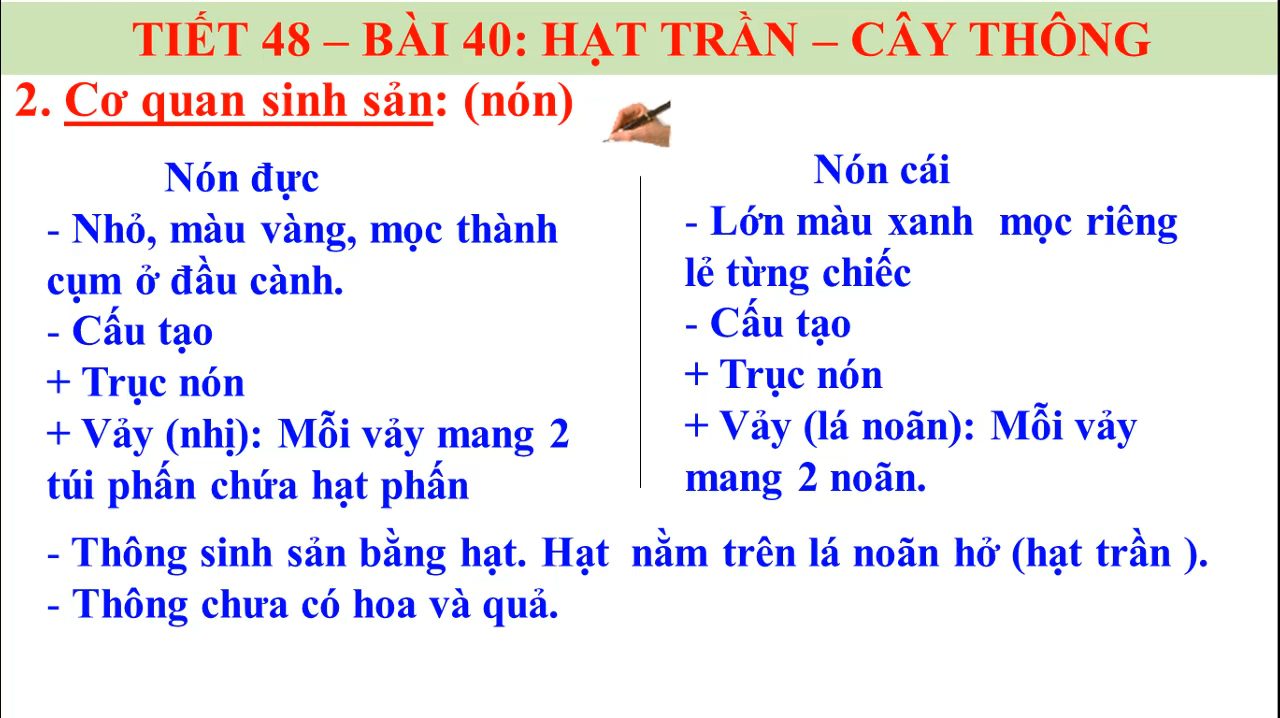 TIẾT 48 – BÀI 40: HẠT TRẦN – CÂY THÔNG
2. Cơ quan sinh sản: (nón)
Nón đực
- Nhỏ, màu vàng, mọc thành
cụm ở đầu cành.
- Cấu tạo
+ Trục nón
+ Vảy (nhị): Mỗi vảy mang 2
túi phấn chứa hạt phấn
Nón cái
- Lớn màu xanh mọc riêng
lẻ từng chiếc
- Cấu tạo
+ Trục nón
+ Vảy (lá noãn): Mỗi vảy
mang 2 noãn.
- Thông sinh sản bằng hạt. Hạt nằm trên lá noãn hở (hạt trần ).
- Thông chưa có hoa và quả.